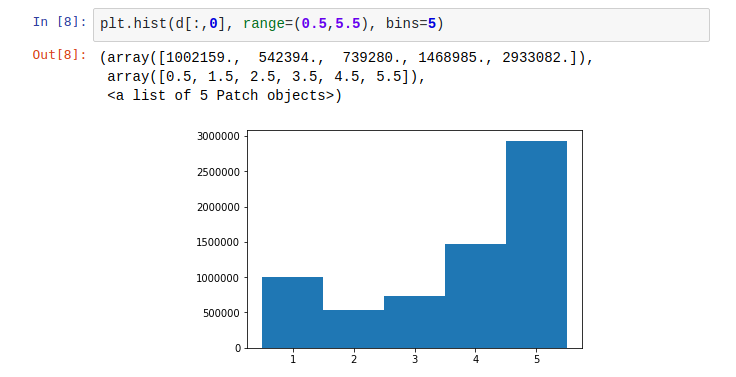 In [8]: plt.hist(d[:,0], range=(0.5,5.5), bins=5)
Out[8]: (array([1002159.,  542394.,  739280., 1468985., 2933082.]),
array([0.5, 1.5, 2.5, 3.5, 4.5, 5.5]),
<a list of 5 Patch objects>)
3000000
2500000
2000000
1500000
1000000
500000
0
1 2 3 4 5